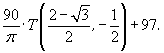 90/π · T((2−√3)/2, −1/2) + 97.